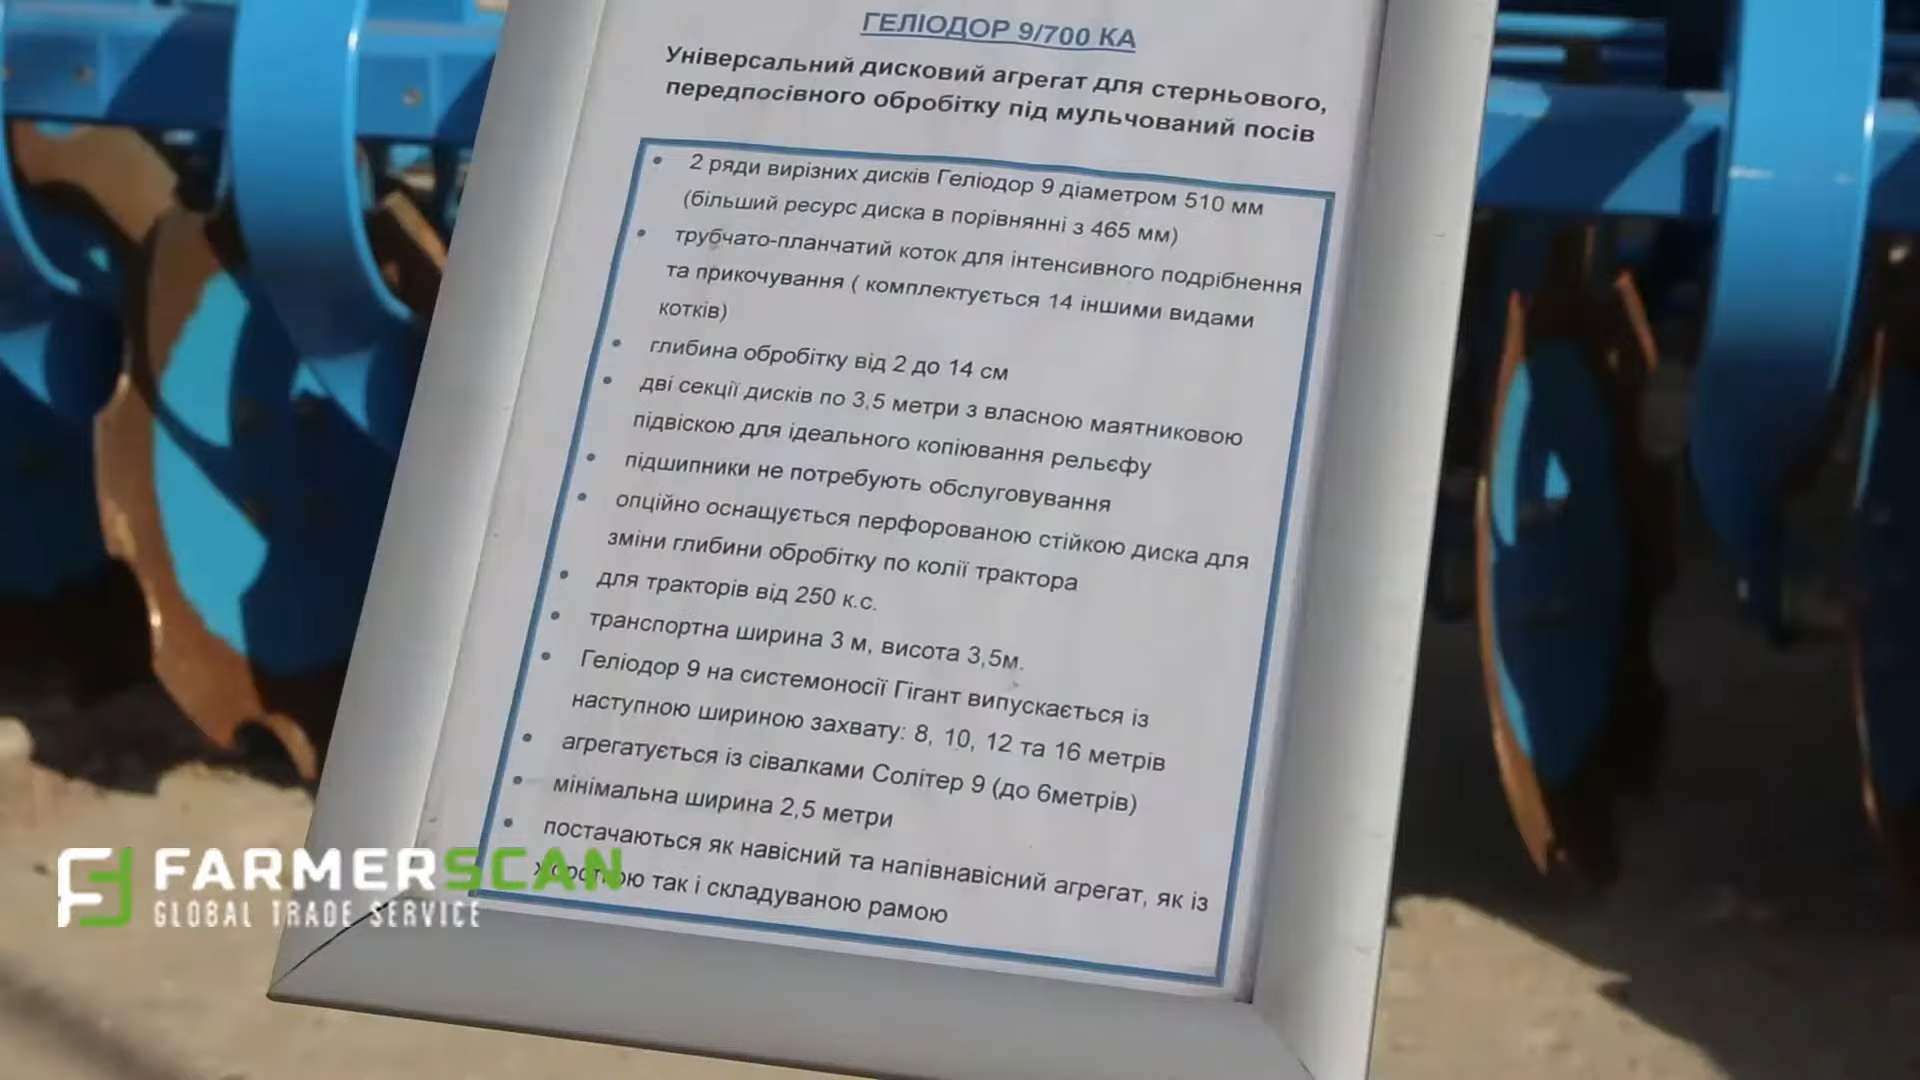 ГЕЛІОДОР 9/700 КА
Універсальний дисковий агрегат для стерньового,
передпосівного обробітку під мульчований посів
• 2 ряди вирізних дисків Геліодор 9 діаметром 510 мм
(більший ресурс диска в порівнянні з 465 мм)
• трубчато-планчатий коток для інтенсивного подрібнення
та прикочування ( комплектується 14 іншими видами
котків)
• глибина обробітку від 2 до 14 см
• дві секції дисків по 3,5 метри з власною маятниковою
підвіскою для ідеального копіювання рельєфу
• підшипники не потребують обслуговування
• опційно оснащується перфорованою стійкою диска для
зміни глибини обробітку по колії трактора
• для тракторів від 250 к.с.
• транспортна ширина 3 м, висота 3,5м.
• Геліодор 9 на системоносії Гігант випускається із
наступною шириною захвату: 8, 10, 12 та 16 метрів
• агрегатується із сівалками Солітер 9 (до 6метрів)
• мінімальна ширина 2,5 метри
• постачаються як навісний та напівнавісний агрегат, як із
так і складуваною рамою
FARMERSCAN
GLOBAL TRADE SERVICE